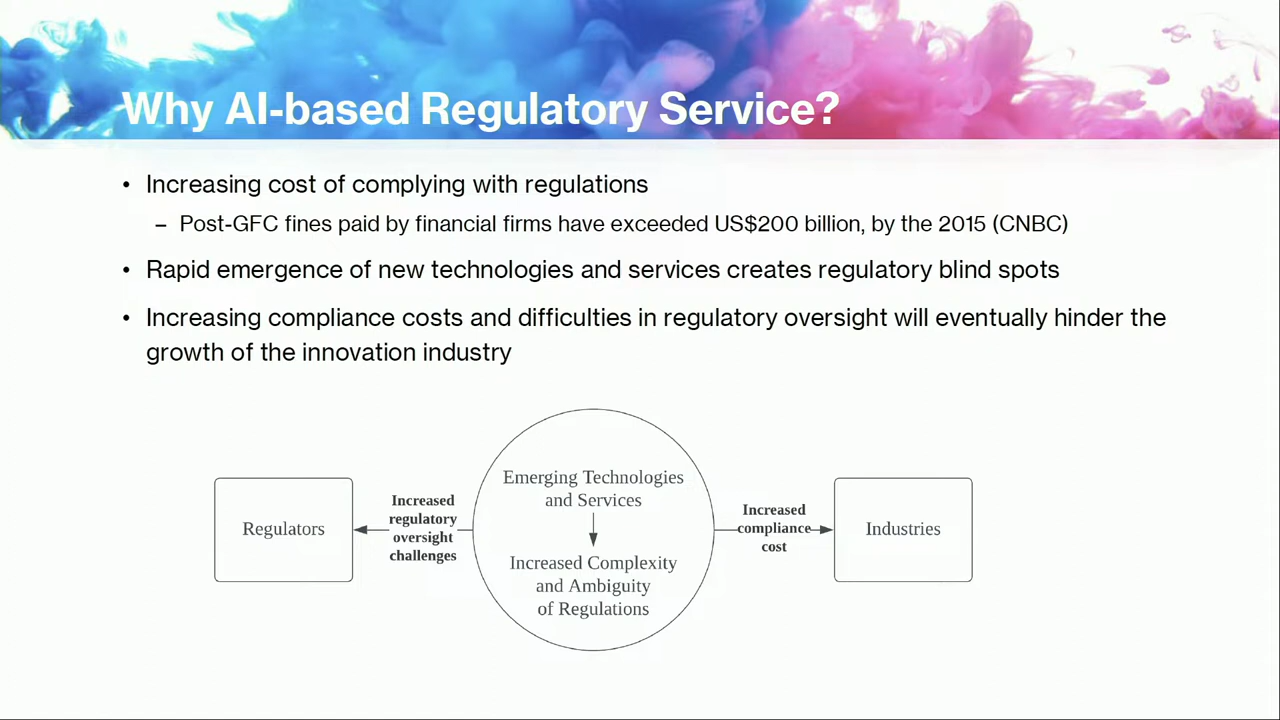 Why AI-based Regulatory Service?
• Increasing cost of complying with regulations
– Post-GFC fines paid by financial firms have exceeded US$200 billion, by the 2015 (CNBC)
• Rapid emergence of new technologies and services creates regulatory blind spots
• Increasing compliance costs and difficulties in regulatory oversight will eventually hinder the
growth of the innovation industry
Regulators
Increased
regulatory
oversight
challenges
Emerging Technologies
and Services
Increased Complexity
and Ambiguity
of Regulations
Increased
compliance
cost
Industries